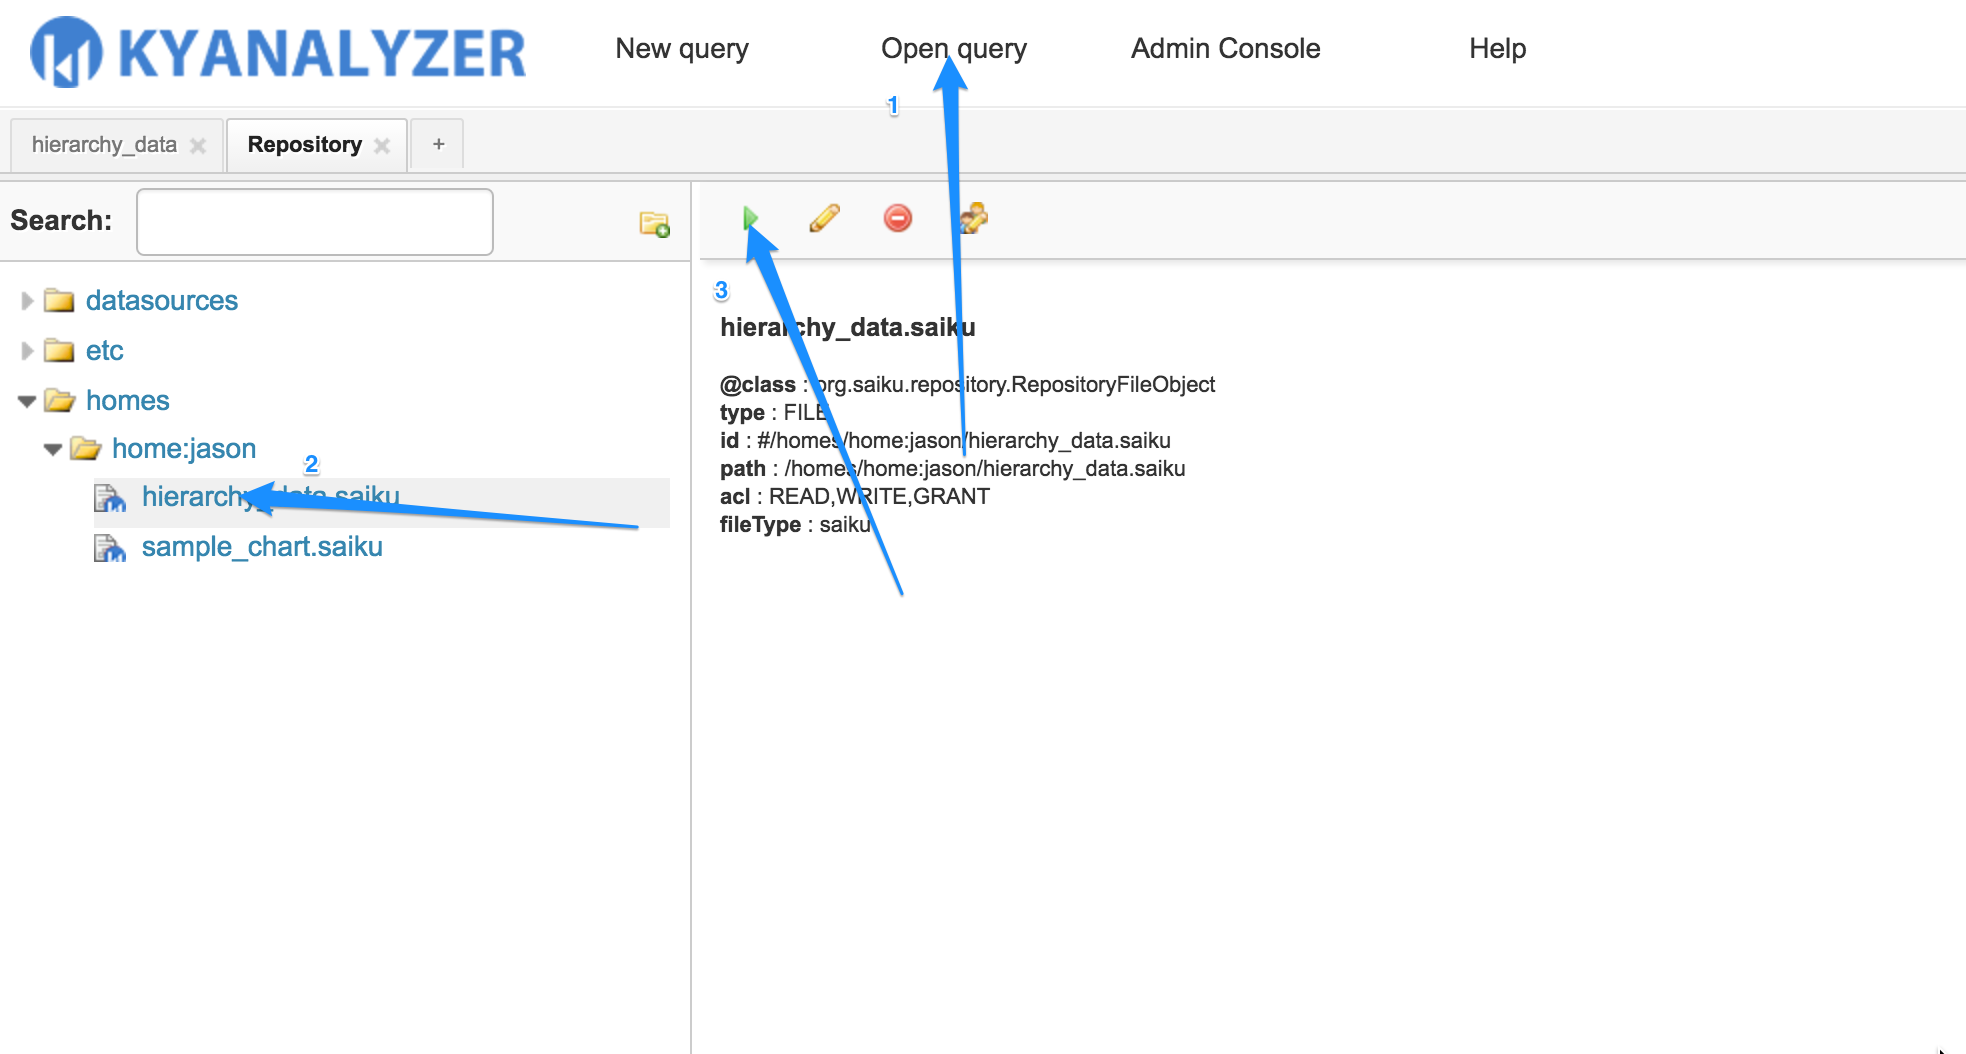 KYANALYZER
New query
Open query
Admin Console
Help
1
hierarchy_data
Repository
+
Search:
datasources
etc
homes
home:jason
2
hierarchy_data.saiku
sample_chart.saiku
3
hierarchy_data.saiku
@class : org.saiku.repository.RepositoryFileObject
type : FILE
id : #/homes/home:jason/hierarchy_data.saiku
path : /homes/home:jason/hierarchy_data.saiku
acl : READ,WRITE,GRANT
fileType : saiku